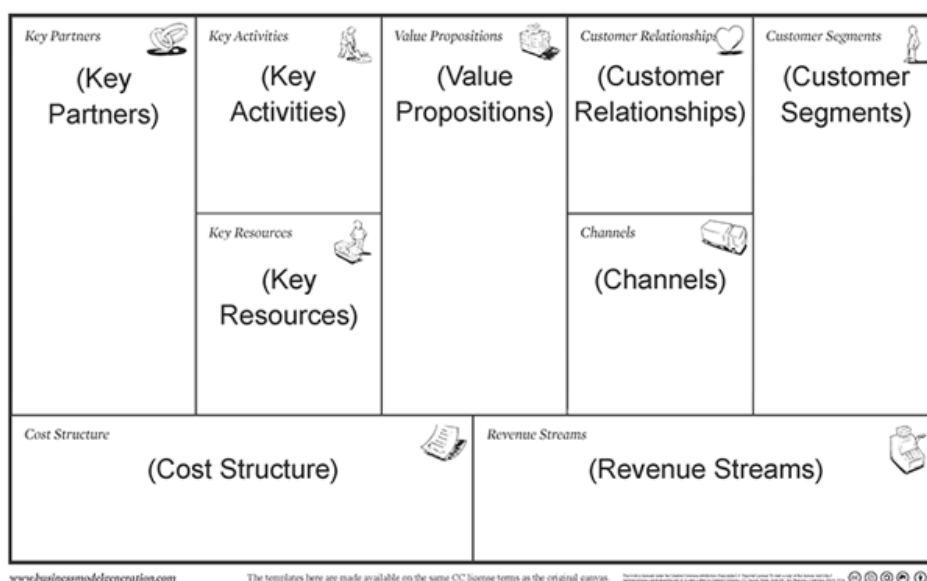 Key Partners
(Key
Partners)
Key Activities
(Key
Activities)
Key Resources
(Key
Resources)
Value Propositions
(Value
Propositions)
Customer Relationships
(Customer
Relationships)
Channels
(Channels)
Customer Segments
(Customer
Segments)
Cost Structure
(Cost Structure)
Revenue Streams
(Revenue Streams)
www.businessmodelgeneration.com
The templates here are made available on the same CC license terms as the original canvas.